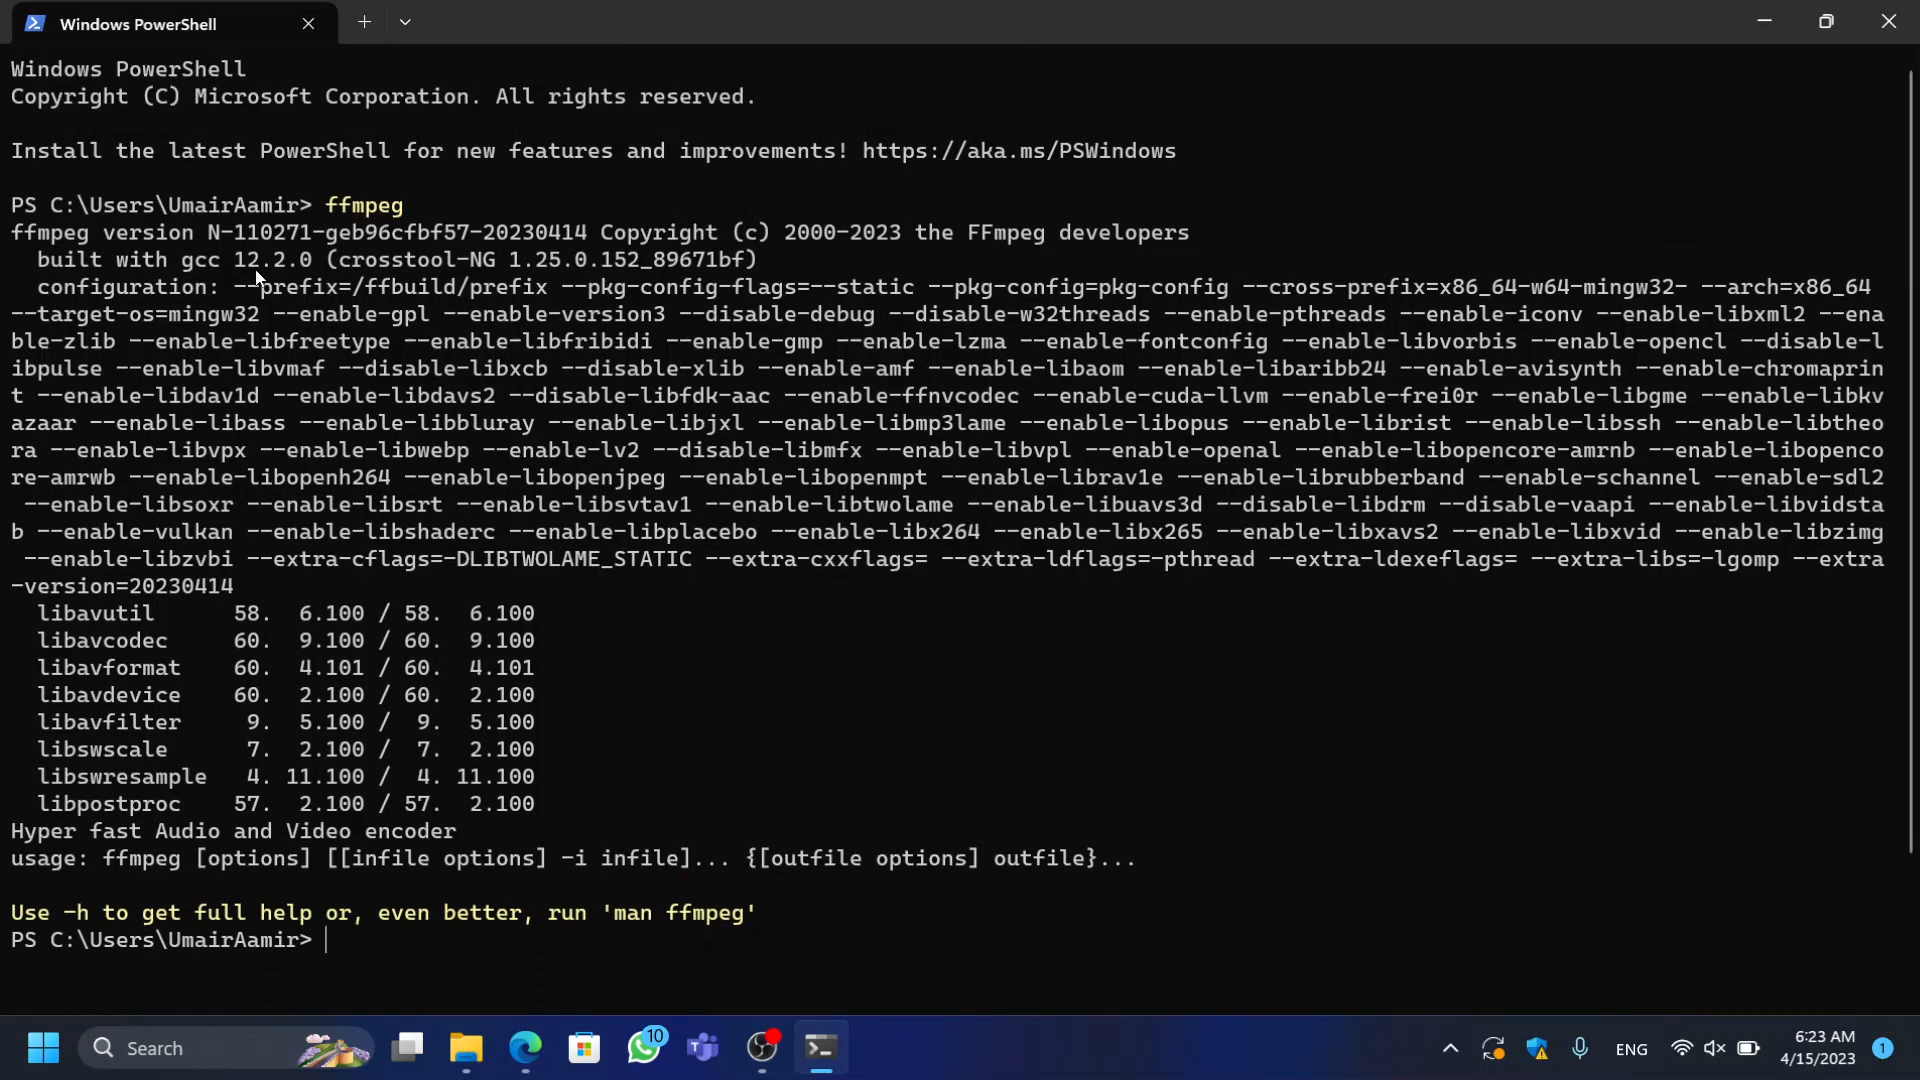 Windows PowerShell
Windows PowerShell
Copyright (C) Microsoft Corporation. All rights reserved.
Install the latest PowerShell for new features and improvements! https://aka.ms/PSWindows
PS C:\Users\UmairAamir> ffmpeg
ffmpeg version N-110271-geb96cfbf57-20230414 Copyright (c) 2000-2023 the FFmpeg developers
built with gcc 12.2.0 (crosstool-NG 1.25.0.152_89671bf)
configuration: --prefix=/ffbuild/prefix --pkg-config-flags=--static --pkg-config=pkg-config --cross-prefix=x86_64-w64-mingw32- --arch=x86_64
--target-os=mingw32 --enable-gpl --enable-version3 --disable-debug --disable-w32threads --enable-pthreads --enable-iconv --enable-libxml2 --ena
ble-zlib --enable-libfreetype --enable-libfribidi --enable-gmp --enable-lzma --enable-fontconfig --enable-libvorbis --enable-opencl --disable-l
ibpulse --enable-libvmaf --disable-libxcb --disable-xlib --enable-amf --enable-libaom --enable-libaribb24 --enable-avisynth --enable-chromaprin
t --enable-libdav1d --enable-libdavs2 --disable-libfdk-aac --enable-ffnvcodec --enable-cuda-llvm --enable-frei0r --enable-libgme --enable-libkv
azaar --enable-libass --enable-libbluray --enable-libjxl --enable-libmp3lame --enable-libopus --enable-librist --enable-libssh --enable-libtheo
ra --enable-libvpx --enable-libwebp --enable-lv2 --disable-libmfx --enable-libvpl --enable-openal --enable-libopencore-amrnb --enable-libopenco
re-amrwb --enable-libopenh264 --enable-libopenjpeg --enable-libopenmpt --enable-librav1e --enable-librubberband --enable-schannel --enable-sdl2
--enable-libsoxr --enable-libsrt --enable-libsvtav1 --enable-libtwolame --enable-libuavs3d --disable-libdrm --disable-vaapi --enable-libvidsta
b --enable-vulkan --enable-libshaderc --enable-libplacebo --enable-libx264 --enable-libx265 --enable-libxavs2 --enable-libxvid --enable-libzimg
--enable-libzvbi --extra-cflags=-DLIBTWOLAME_STATIC --extra-cxxflags= --extra-ldflags=-pthread --extra-ldexeflags= --extra-libs=-lgomp --extra
-version=20230414
libavutil 58. 6.100 / 58. 6.100
libavcodec 60. 9.100 / 60. 9.100
libavformat 60. 4.101 / 60. 4.101
libavdevice 60. 2.100 / 60. 2.100
libavfilter 9. 5.100 / 9. 5.100
libswscale 7. 2.100 / 7. 2.100
libswresample 4. 11.100 / 4. 11.100
libpostproc 57. 2.100 / 57. 2.100
Hyper fast Audio and Video encoder
usage: ffmpeg [options] [[infile options] -i infile]... {[outfile options] outfile}...
Use -h to get full help or, even better, run 'man ffmpeg'
PS C:\Users\UmairAamir>
Search
10
ENG
6:23 AM
4/15/2023
1